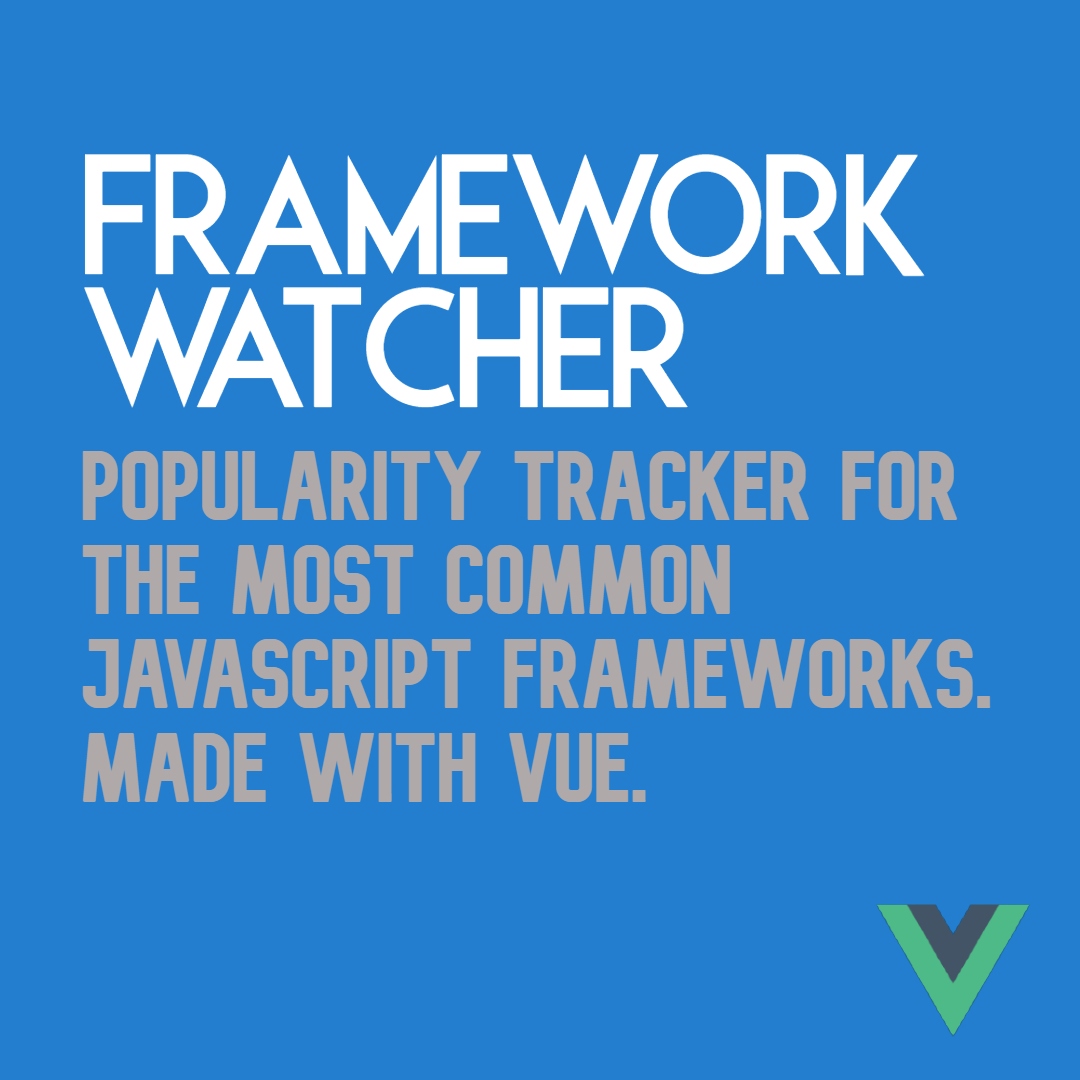 FRAMEWORK
WATCHER
POPULARITY TRACKER FOR
THE MOST COMMON
JAVASCRIPT FRAMEWORKS.
MADE WITH VUE.